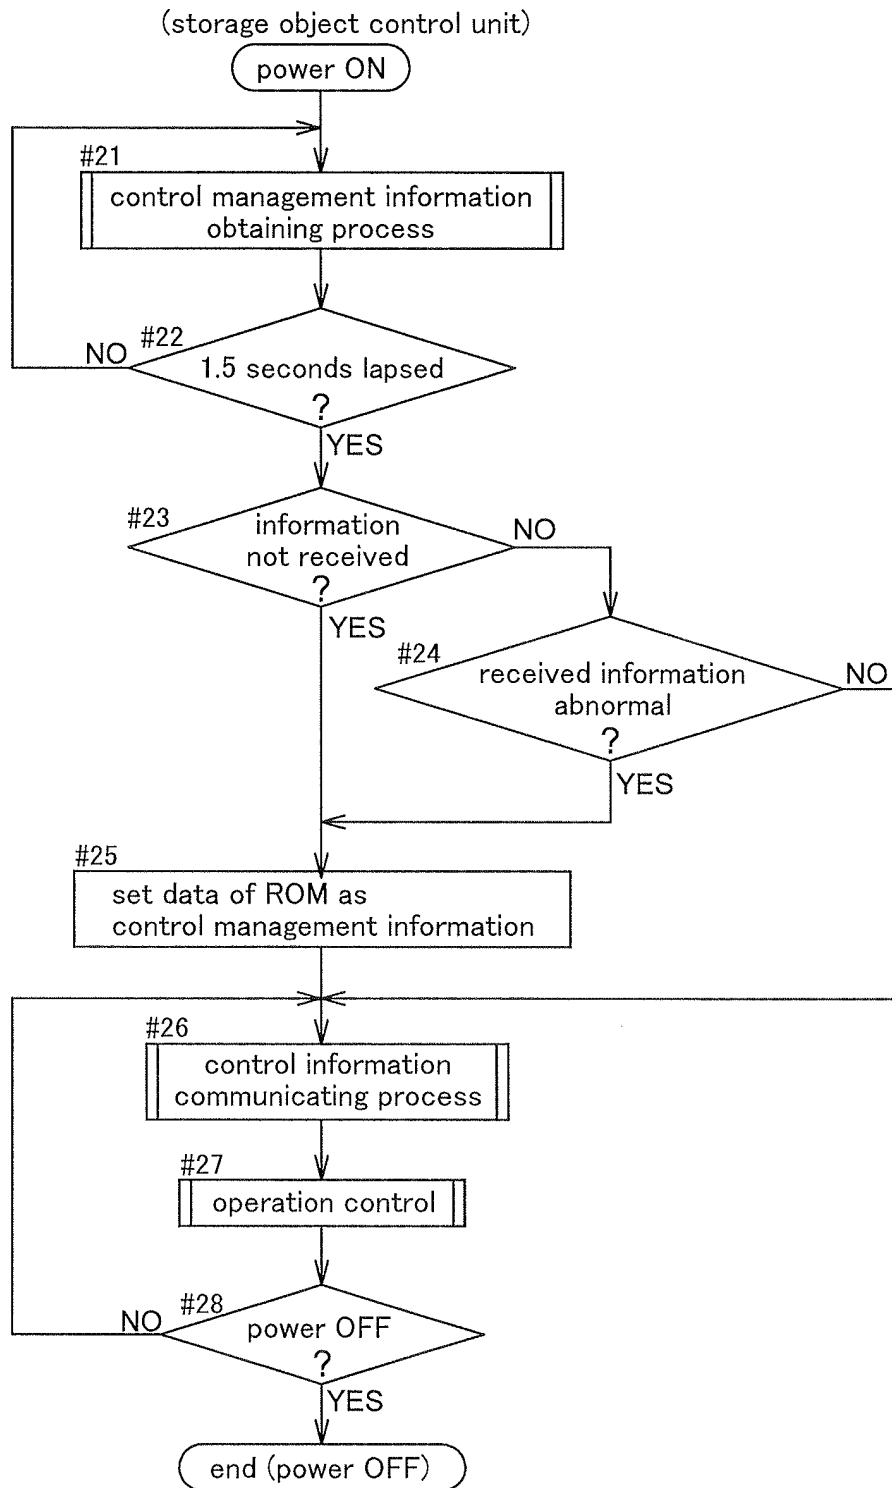 (storage object control unit)
power ON
#21
control management information
obtaining process
#22
NO
1.5 seconds lapsed
?
YES
#23
information
not received
?
NO
YES
#24
received information
abnormal
?
NO
YES
#25
set data of ROM as
control management information
#26
control information
communicating process
#27
operation control
#28
NO
power OFF
?
YES
end (power OFF)